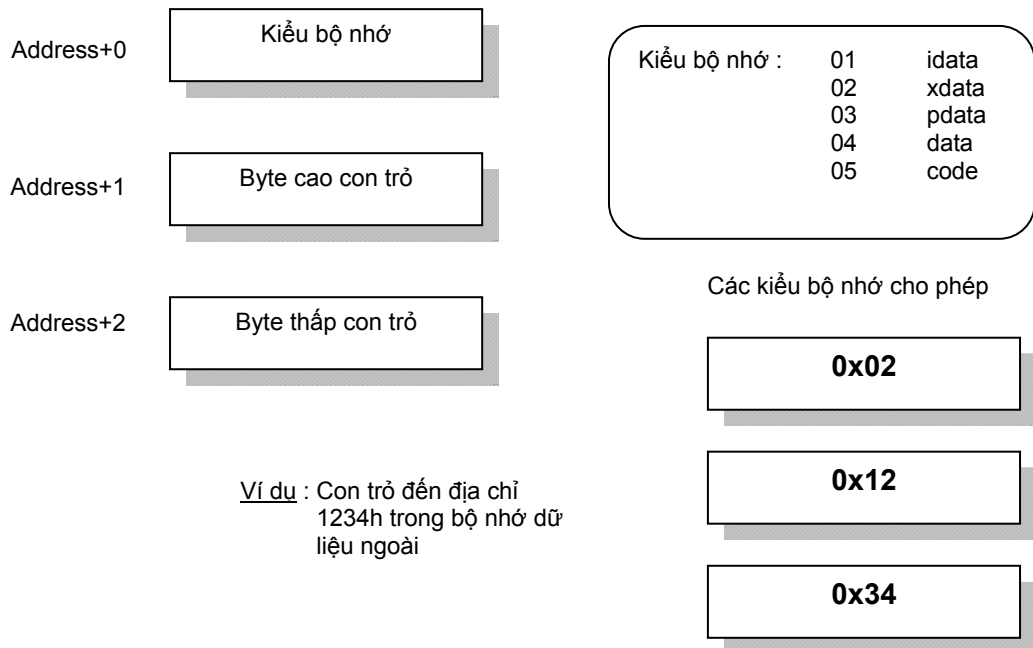 Address+0
Kiểu bộ nhớ
Address+1
Byte cao con trỏ
Address+2
Byte thấp con trỏ
Kiểu bộ nhớ : 01 idata
02 xdata
03 pdata
04 data
05 code
Các kiểu bộ nhớ cho phép
Ví dụ : Con trỏ đến địa chỉ
1234h trong bộ nhớ dữ
liệu ngoài
0x02
0x12
0x34